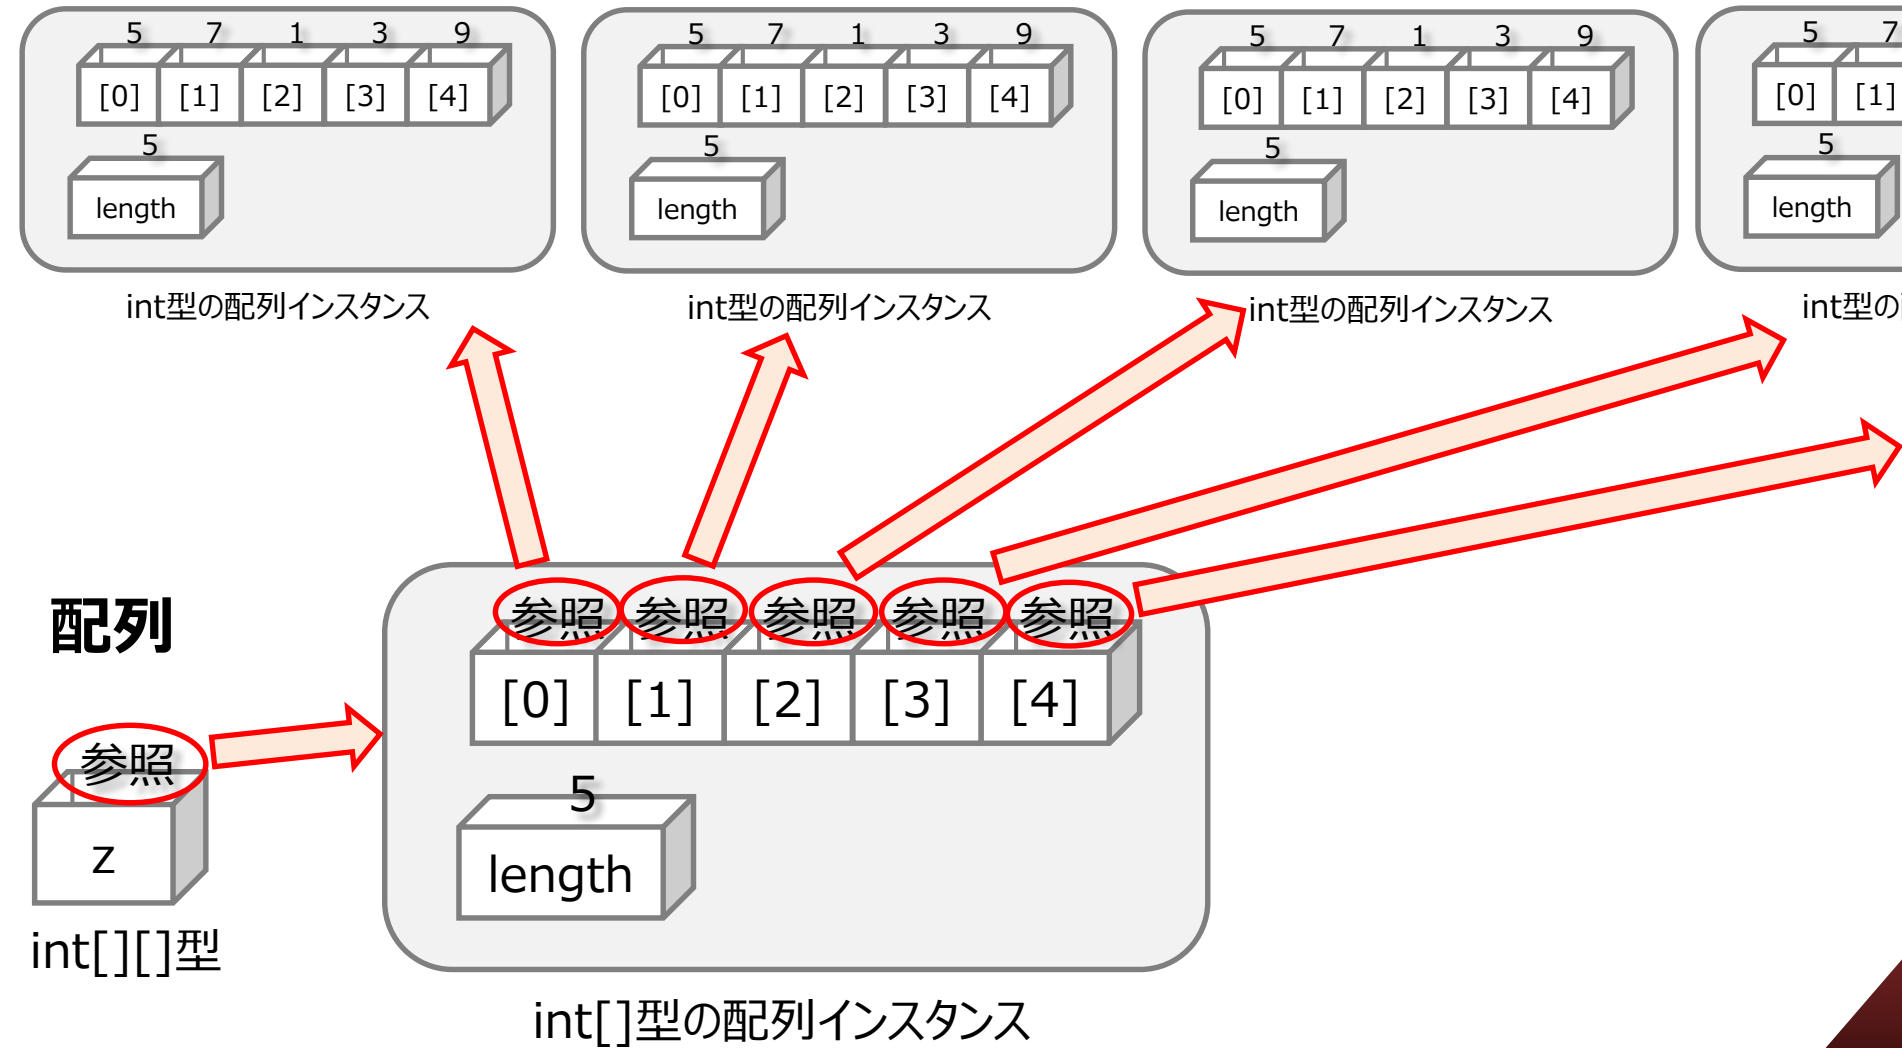 5 7 1 3 9
[0] [1] [2] [3] [4]
5
length
int型の配列インスタンス
5 7 1 3 9
[0] [1] [2] [3] [4]
5
length
int型の配列インスタンス
5 7 1 3 9
[0] [1] [2] [3] [4]
5
length
int型の配列インスタンス
5 7
[0] [1]
5
length
int型の
配列
参照
z
int[][]型
参照 参照 参照 参照 参照
[0] [1] [2] [3] [4]
5
length
int[]型の配列インスタンス